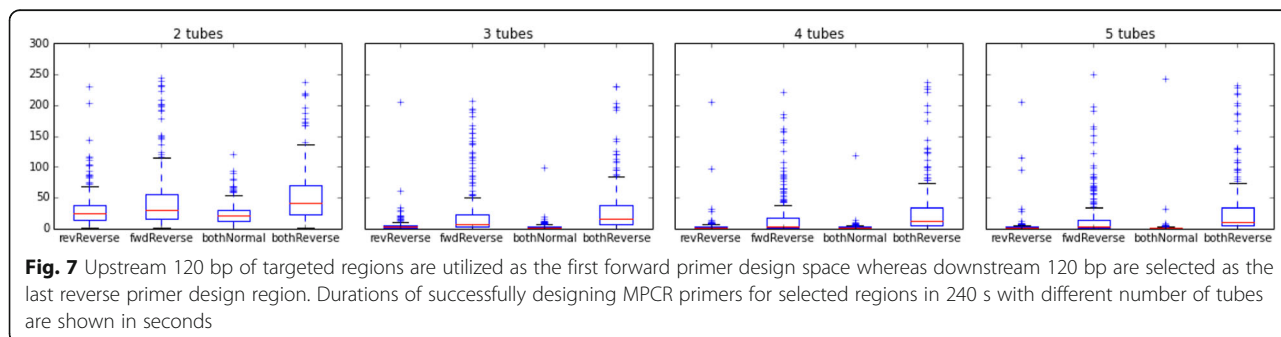 2 tubes 3 tubes 4 tubes 5 tubes
300
250
200
150
100
50
0
revReverse fwdReverse bothNormal bothReverse revReverse fwdReverse bothNormal bothReverse revReverse fwdReverse bothNormal bothReverse revReverse fwdReverse bothNormal bothReverse
Fig. 7 Upstream 120 bp of targeted regions are utilized as the first forward primer design space whereas downstream 120 bp are selected as the
last reverse primer design region. Durations of successfully designing MPCR primers for selected regions in 240 s with different number of tubes
are shown in seconds